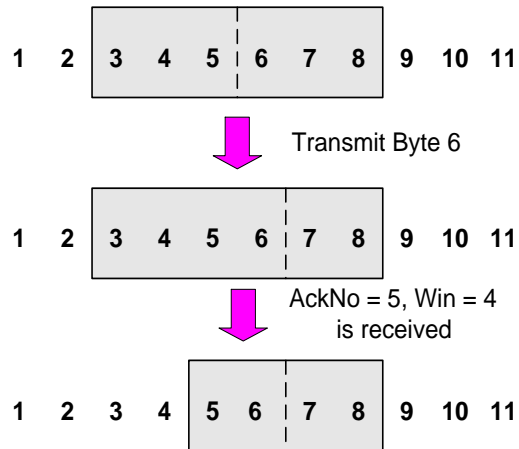 1 2 3 4 5 6 7 8 9 10 11
Transmit Byte 6
1 2 3 4 5 6 7 8 9 10 11
AckNo = 5, Win = 4
is received
1 2 3 4 5 6 7 8 9 10 11